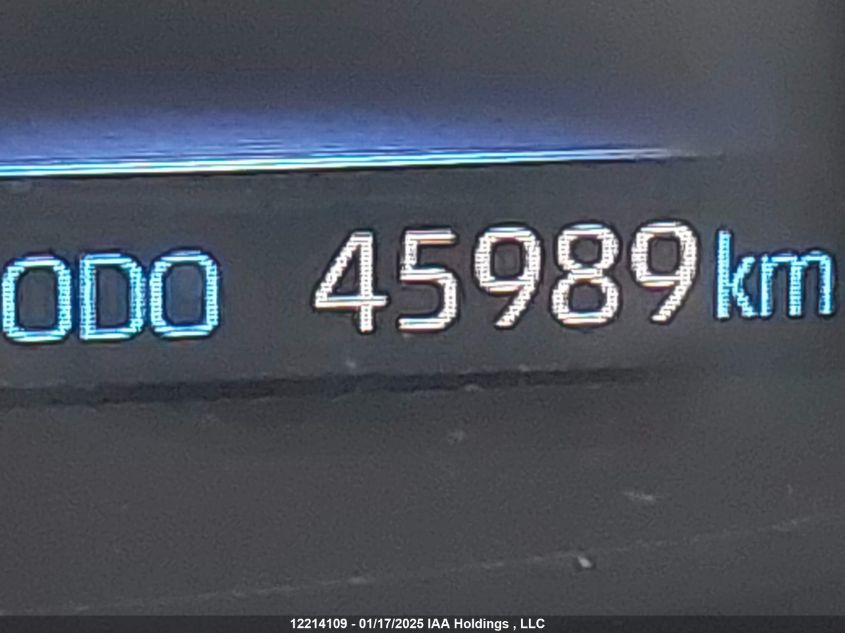 ODO 45989 km
12214109 - 01/17/2025 IAA Holdings , LLC